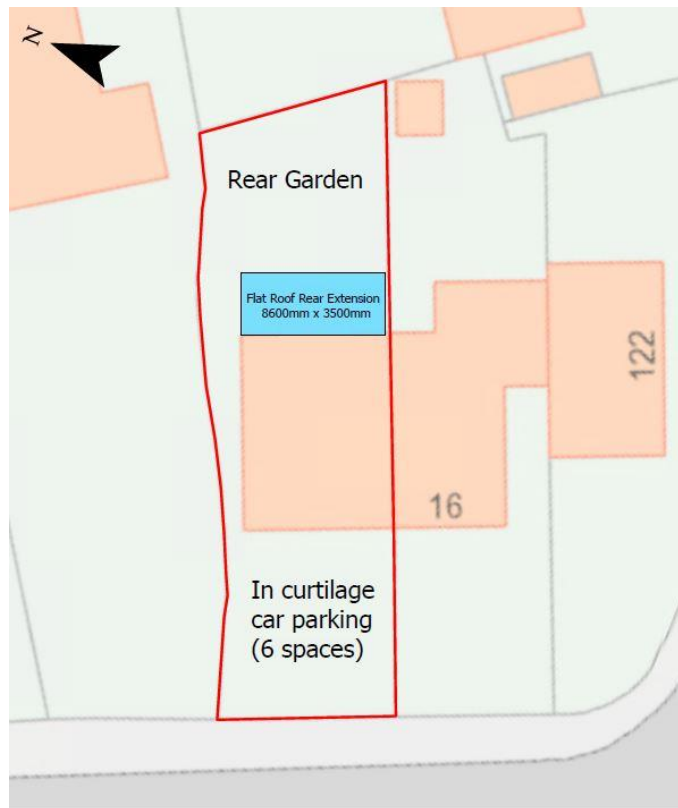 N
Rear Garden
Flat Roof Rear Extension
8600mm x 3500mm
122
16
In curtilage
car parking
(6 spaces)